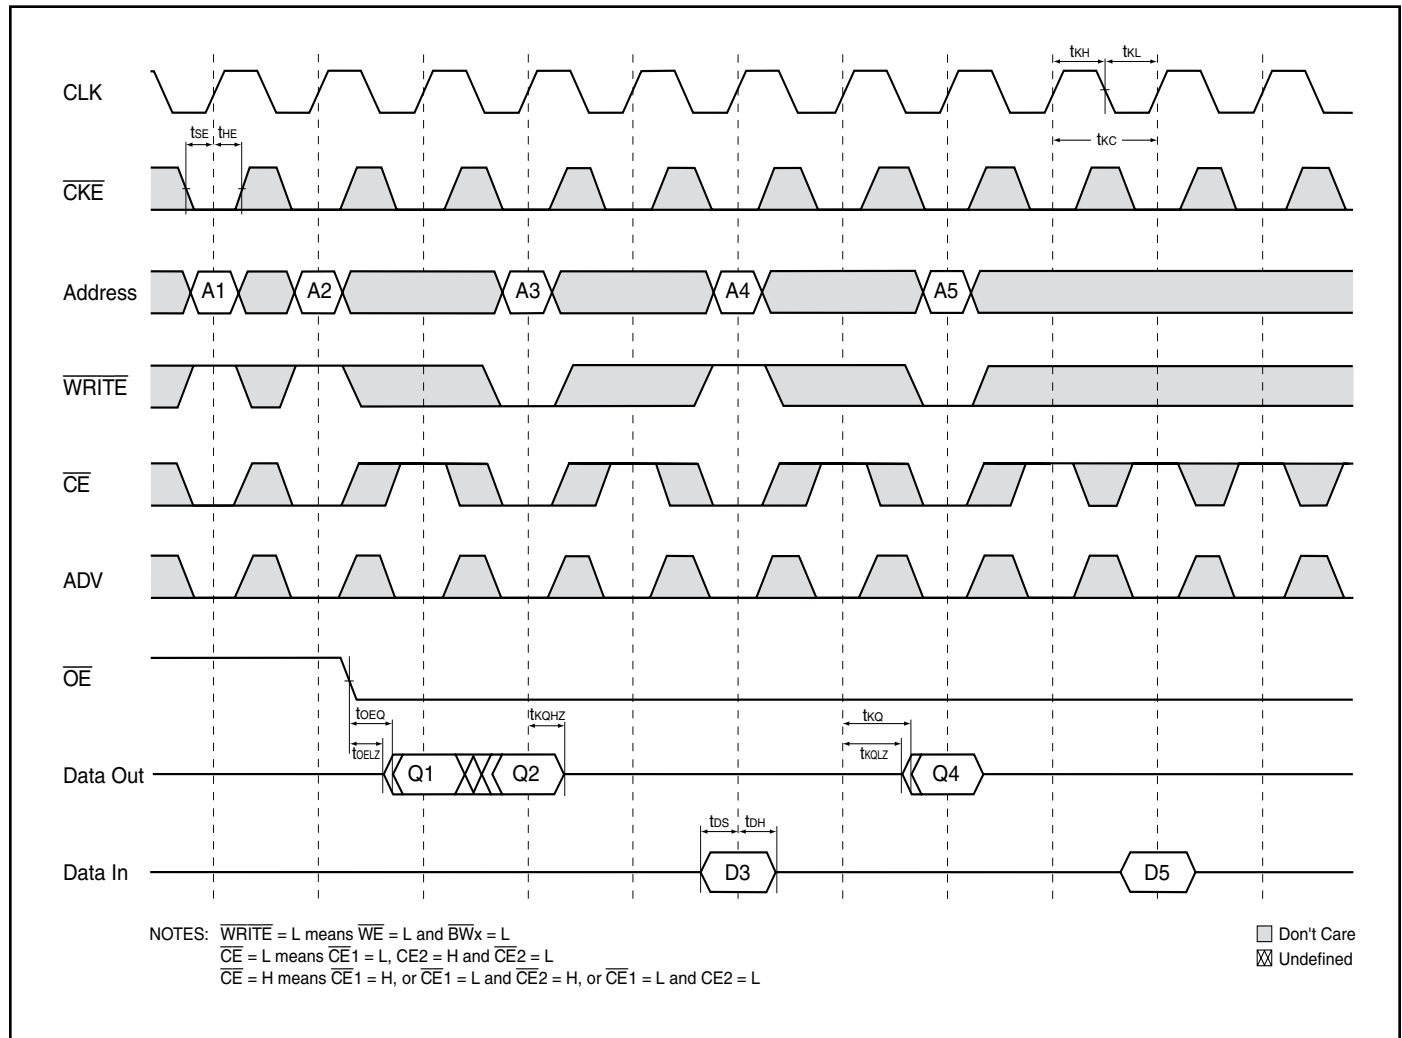 tKH tKL
CLK
tSE tHE
tKC
CKE
Address A1 A2 A3 A4 A5
WRITE
CE
ADV
OE
tOEQ tKQHZ tKQ
tOELZ tKQLZ
Data Out Q1 Q2 Q4
tDS tDH
Data In D3 D5
NOTES: WRITE = L means WE = L and BWx = L
CE = L means CE1 = L, CE2 = H and CE2 = L
CE = H means CE1 = H, or CE1 = L and CE2 = H, or CE1 = L and CE2 = L
Don't Care
Undefined